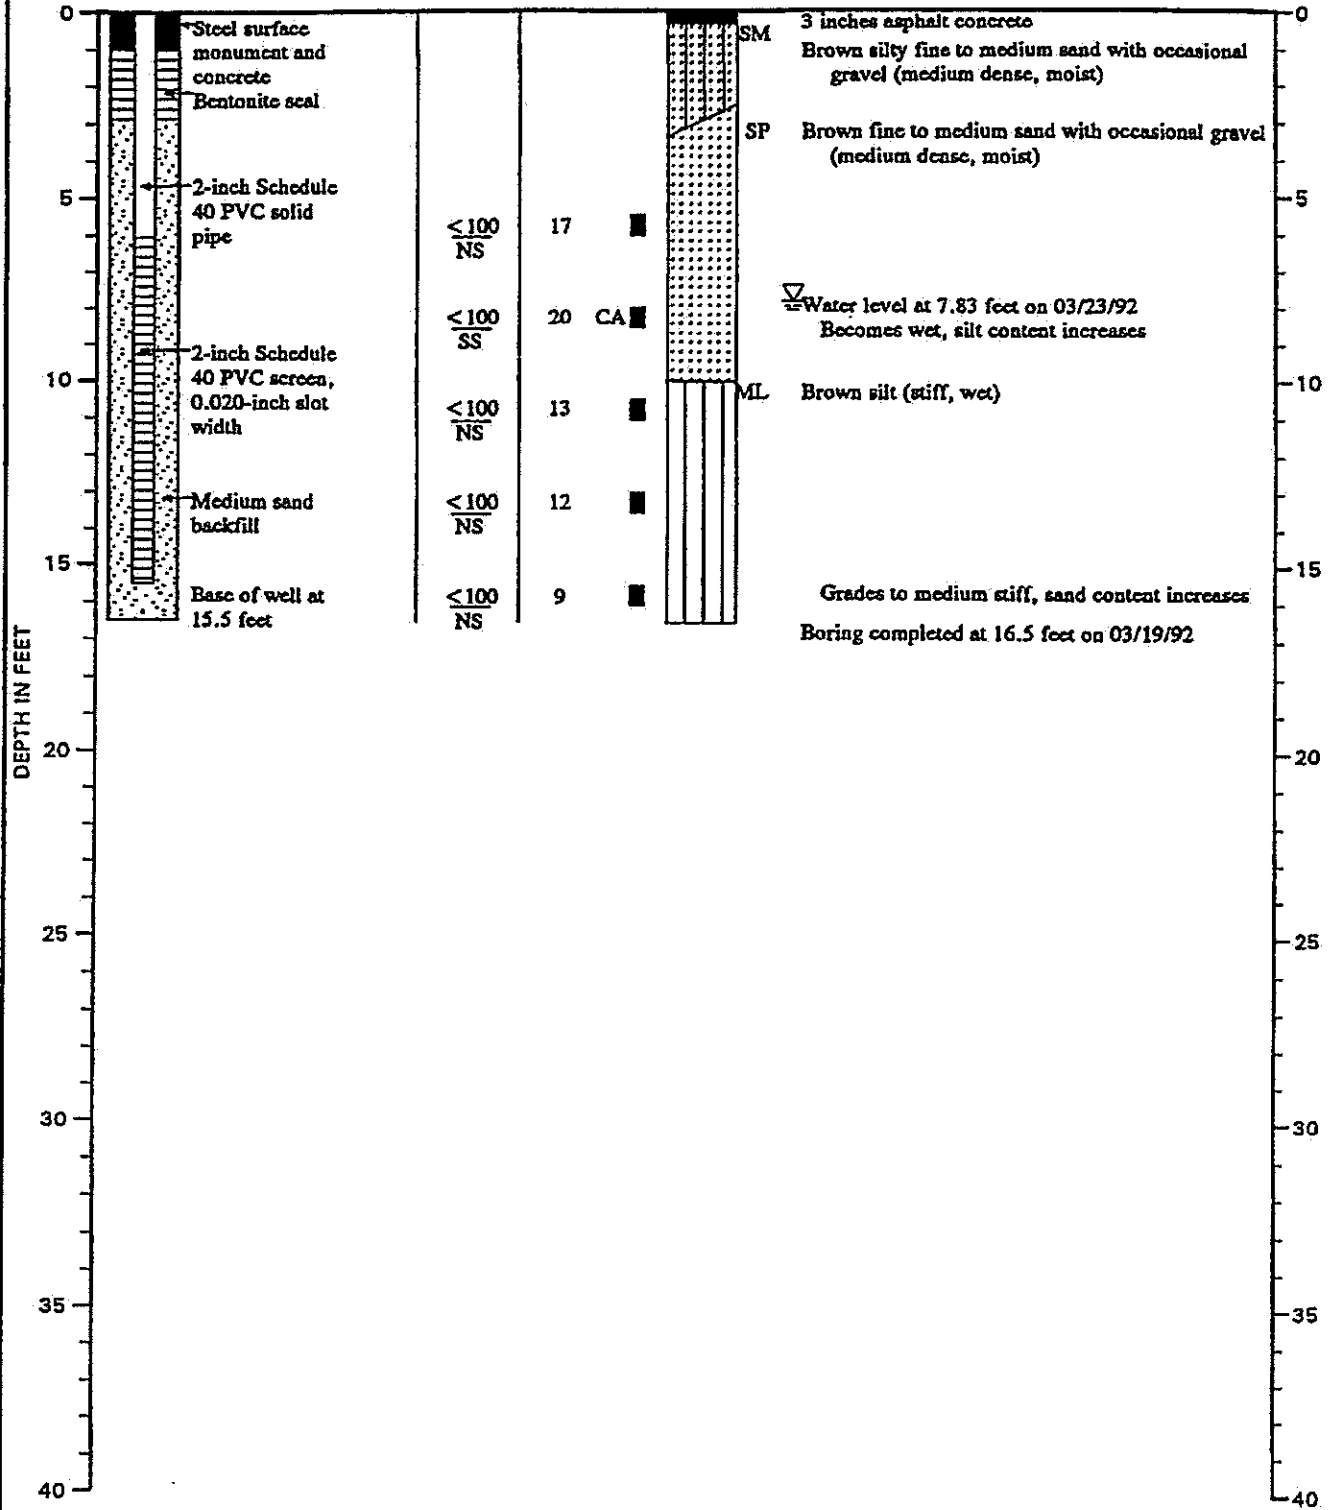 0
Steel surface
monument and
concrete
Bentonite seal
2-inch Schedule
40 PVC solid
pipe
2-inch Schedule
40 PVC screen,
0.020-inch slot
width
Medium sand
backfill
Base of well at
15.5 feet
5
10
15
20
25
30
35
40
DEPTH IN FEET
<100
NS
17
<100
SS
20 CA
<100
NS
13
<100
NS
12
<100
NS
9
SM
SP
ML
3 inches asphalt concrete
Brown silty fine to medium sand with occasional
gravel (medium dense, moist)
Brown fine to medium sand with occasional gravel
(medium dense, moist)
Water level at 7.83 feet on 03/23/92
Becomes wet, silt content increases
Brown silt (stiff, wet)
Grades to medium stiff, sand content increases
Boring completed at 16.5 feet on 03/19/92
0
5
10
15
20
25
30
35
40